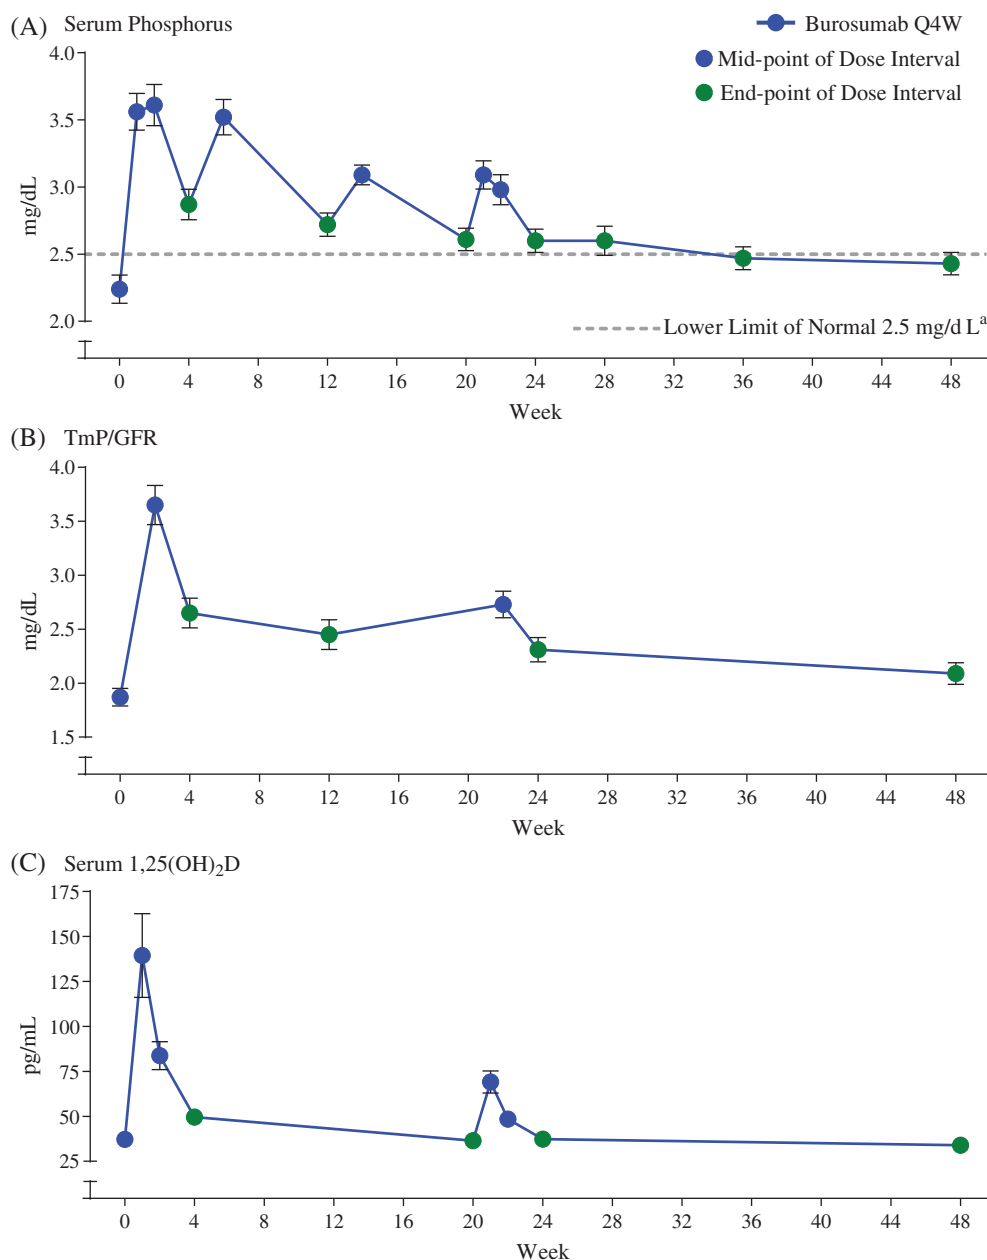 (A) Serum Phosphorus
Burosumab Q4W
Mid-point of Dose Interval
End-point of Dose Interval
4.0
3.5
3.0
2.5
2.0
mg/dL
Lower Limit of Normal 2.5 mg/d Lᵃ
0 4 8 12 16 20 24 28 32 36 40 44 48
Week
(B) TmP/GFR
4.0
3.5
3.0
2.5
2.0
1.5
mg/dL
0 4 8 12 16 20 24 28 32 36 40 44 48
Week
(C) Serum 1,25(OH)₂D
175
150
125
100
75
50
25
pg/mL
0 4 8 12 16 20 24 28 32 36 40 44 48
Week